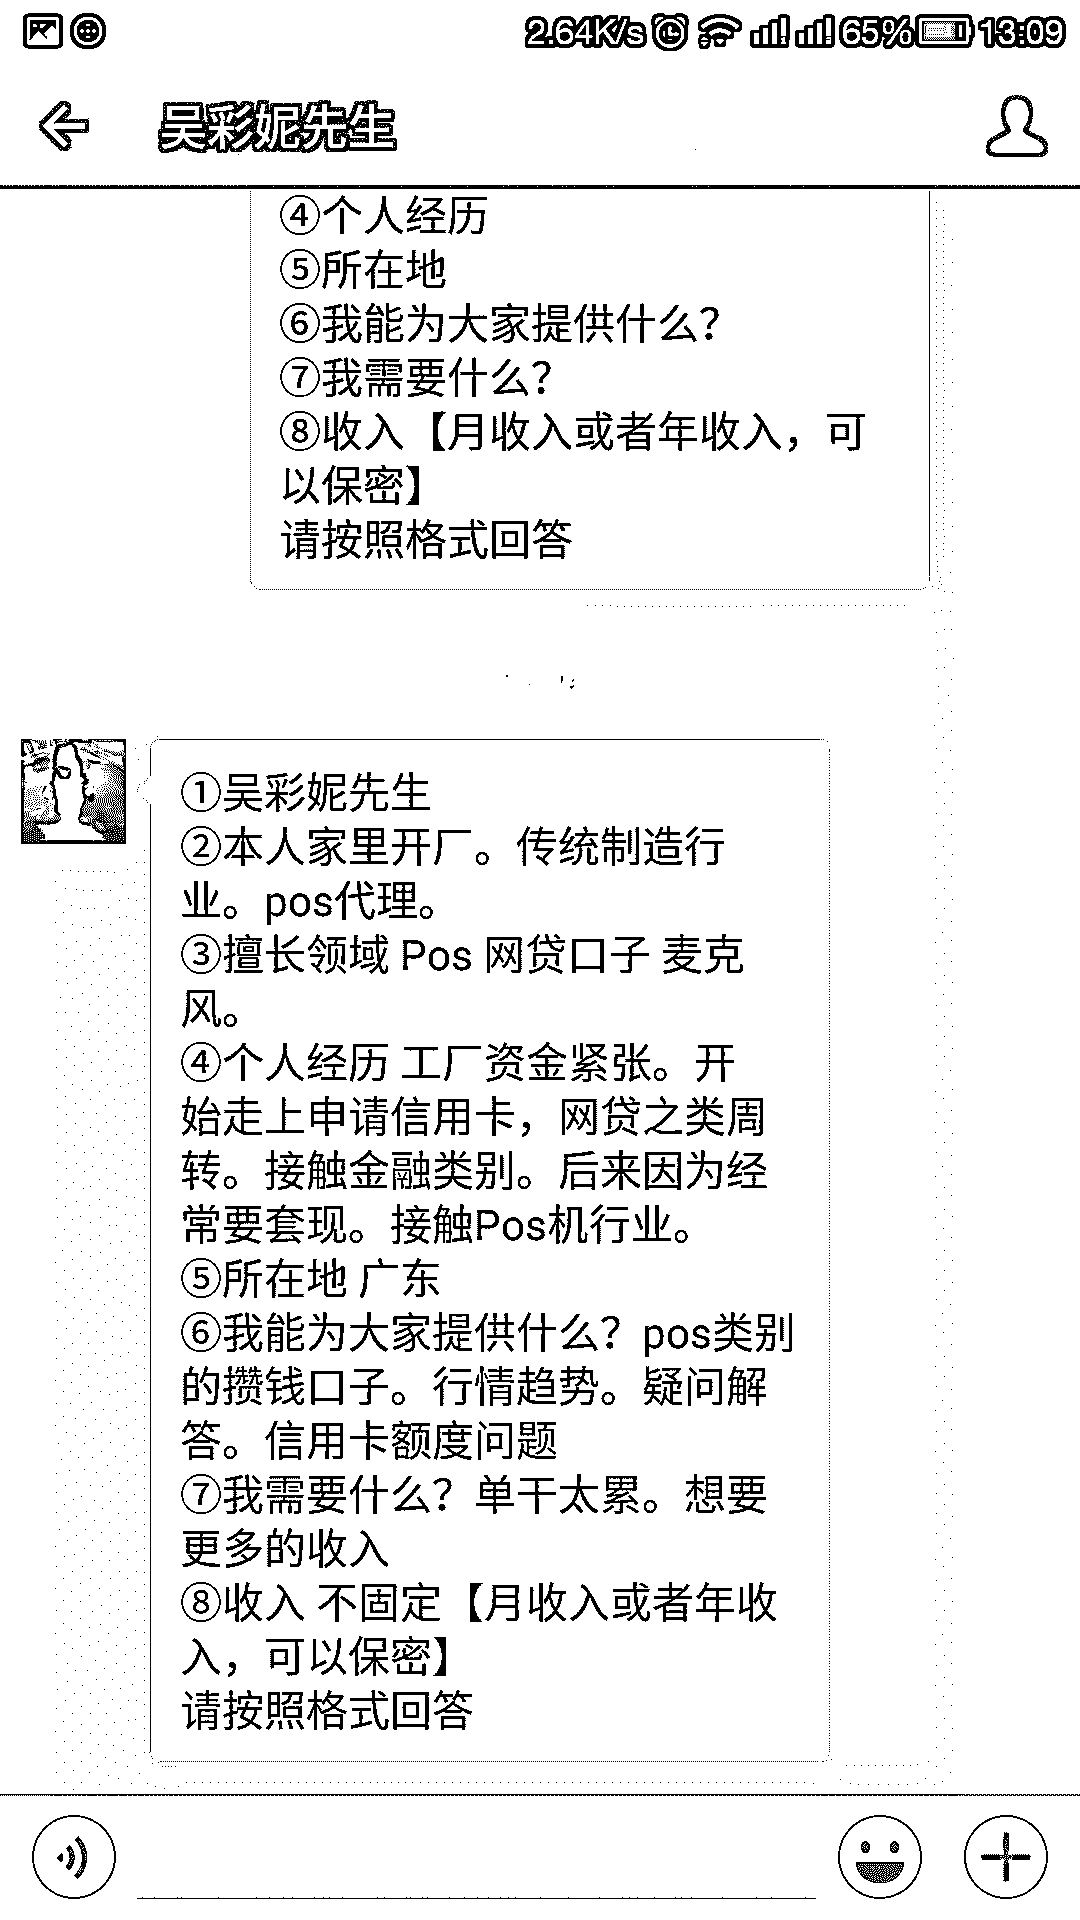 2.64K/s 65% 13:09
吴彩妮先生
④个人经历
⑤所在地
⑥我能为大家提供什么？
⑦我需要什么？
⑧收入【月收入或者年收入，可
以保密】
请按照格式回答
①吴彩妮先生
②本人家里开厂。传统制造行
业。pos代理。
③擅长领域 Pos 网贷口子 麦克
风。
④个人经历 工厂资金紧张。开
始走上申请信用卡，网贷之类周
转。接触金融类别。后来因为经
常要套现。接触Pos机行业。
⑤所在地 广东
⑥我能为大家提供什么？pos类别
的攒钱口子。行情趋势。疑问解
答。信用卡额度问题
⑦我需要什么？单干太累。想要
更多的收入
⑧收入 不固定【月收入或者年收
入，可以保密】
请按照格式回答